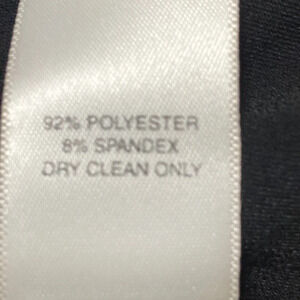 92% POLYESTER
8% SPANDEX
DRY CLEAN ONLY